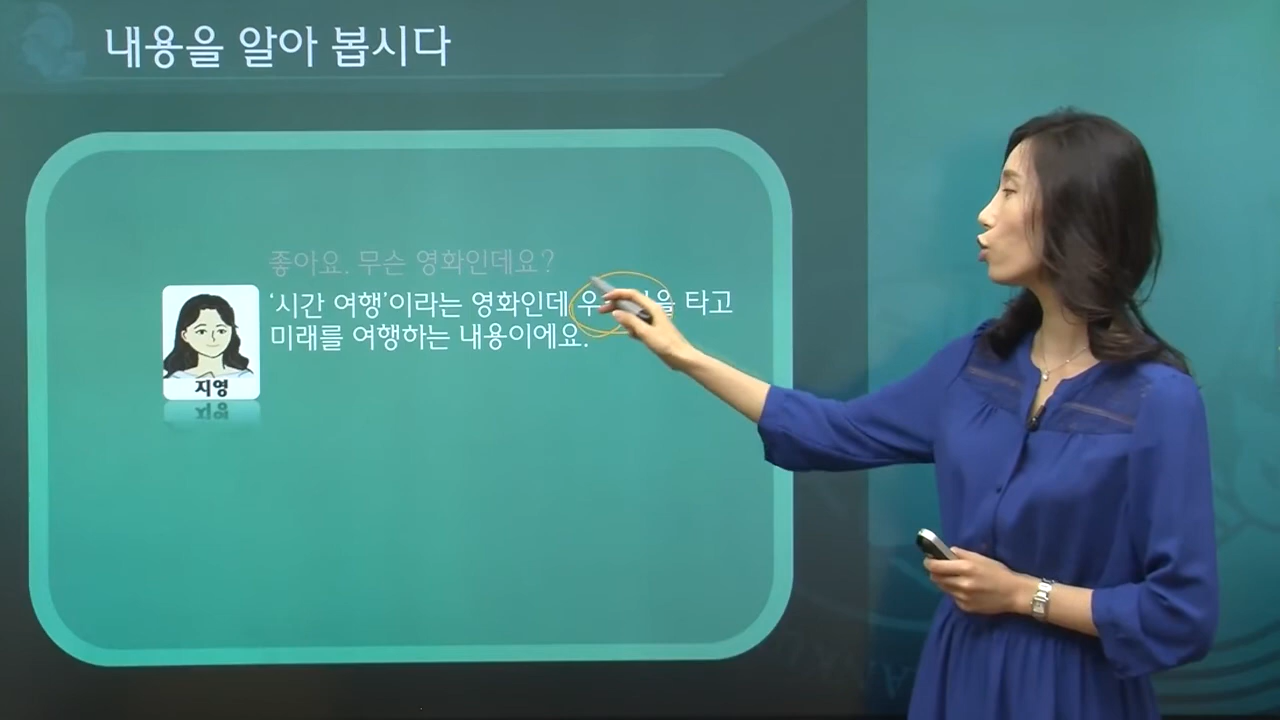 내용을 알아 봅시다
좋아요. 무슨 영화인데요?
‘시간 여행’이라는 영화인데 타고
미래를 여행하는 내용이에요.
지영